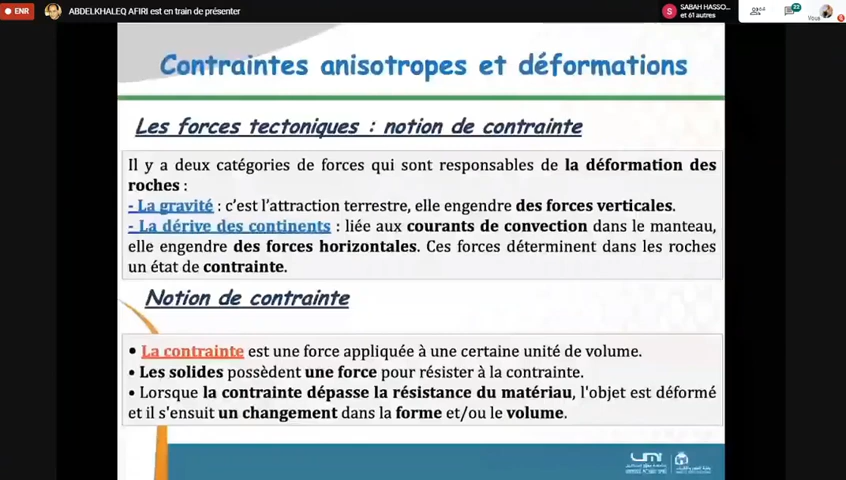 ENR
ABDELKHALEQ AFIRI est en train de présenter
SABAH HASSO...
et 61 autres
22
Vous
Contraintes anisotropes et déformations
Les forces tectoniques : notion de contrainte
Il y a deux catégories de forces qui sont responsables de la déformation des
roches :
- La gravité : c’est l’attraction terrestre, elle engendre des forces verticales.
- La dérive des continents : liée aux courants de convection dans le manteau,
elle engendre des forces horizontales. Ces forces déterminent dans les roches
un état de contrainte.
Notion de contrainte
• La contrainte est une force appliquée à une certaine unité de volume.
• Les solides possèdent une force pour résister à la contrainte.
• Lorsque la contrainte dépasse la résistance du matériau, l'objet est déformé
et il s'ensuit un changement dans la forme et/ou le volume.